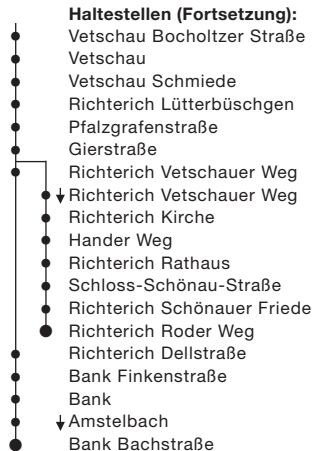 Haltestellen (Fortsetzung):
Vetschau Bocholtzer Straße
Vetschau
Vetschau Schmiede
Richterich Lütterbüschgen
Pfalzgrafenstraße
Gierstraße
Richterich Vetschauer Weg
Richterich Vetschauer Weg
Richterich Kirche
Hander Weg
Richterich Rathaus
Schloss-Schönau-Straße
Richterich Schönauer Friede
Richterich Roder Weg
Richterich Dellstraße
Bank Finkenstraße
Bank
Amstelbach
Bank Bachstraße